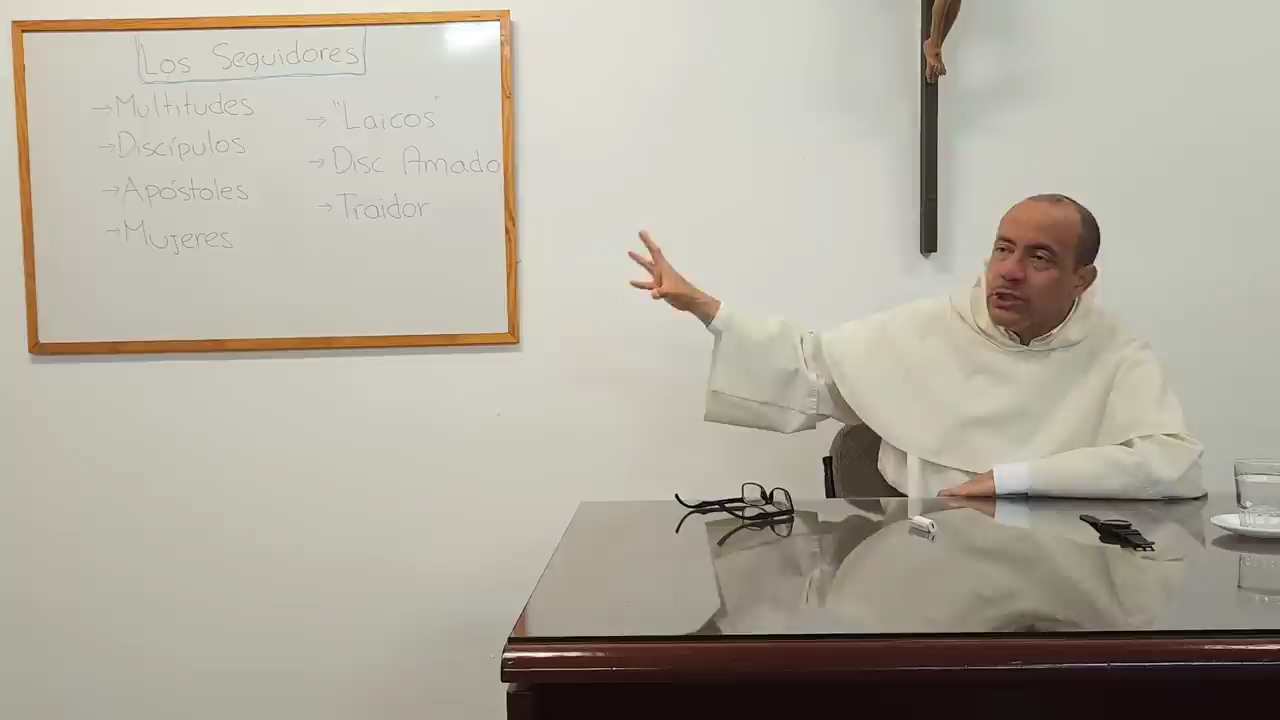 Los Seguidores
→Multitudes
→Discípulos
→Apóstoles
→Mujeres
→ "Laicos"
→ Disc Amado
→ Traidor